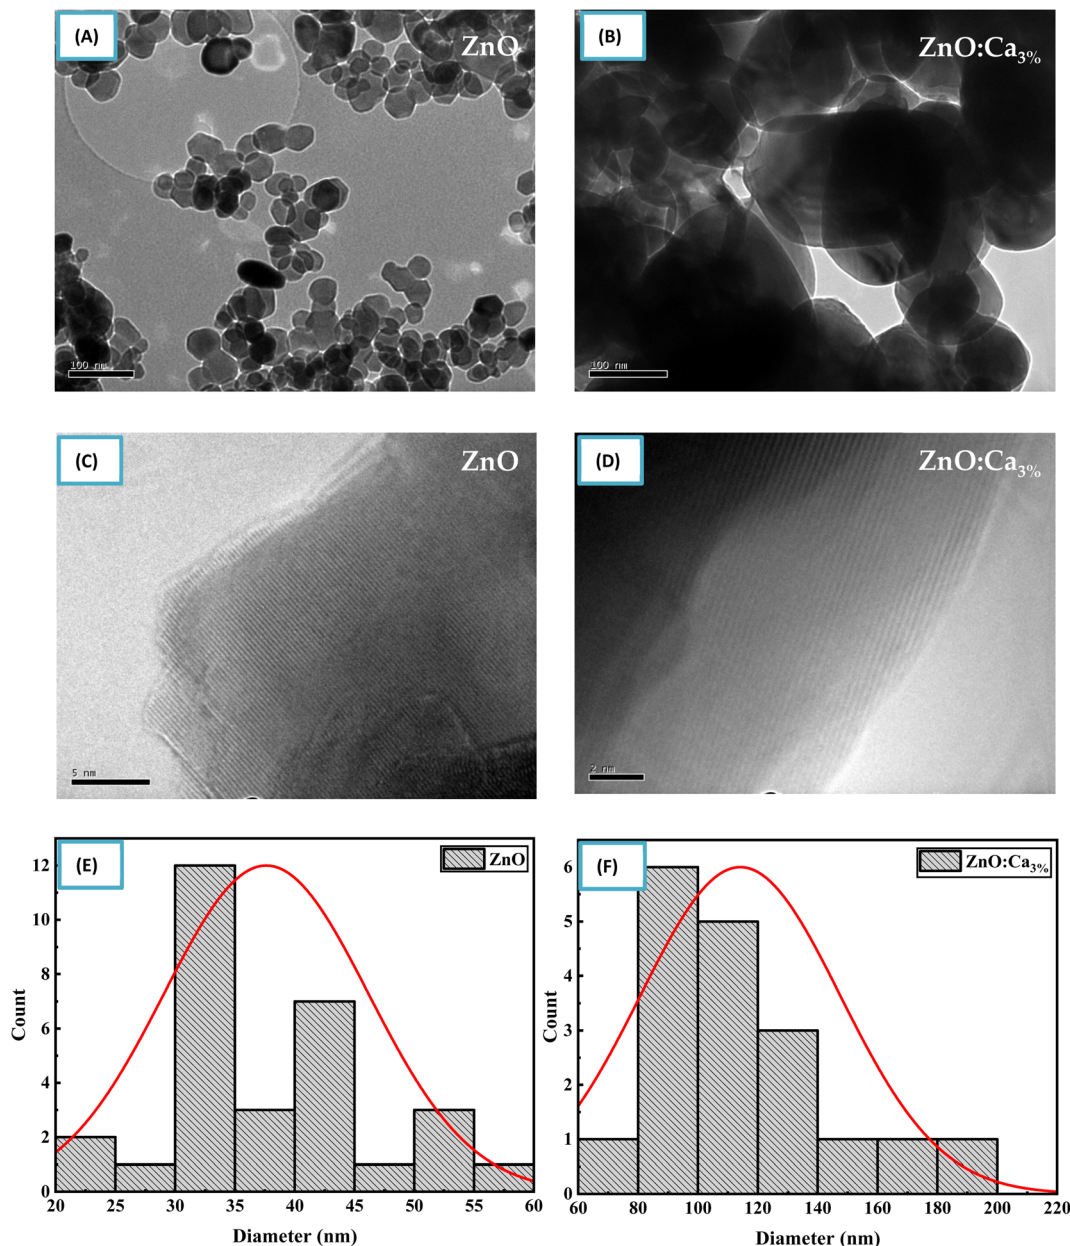 (A)
ZnO
100 nm
(B)
ZnO:Ca3%
100 nm
(C)
ZnO
5 nm
(D)
ZnO:Ca3%
2 nm
(E)
ZnO
Count
12
10
8
6
4
2
0
20 25 30 35 40 45 50 55 60
Diameter (nm)
(F)
ZnO:Ca3%
Count
6
5
4
3
2
1
0
60 80 100 120 140 160 180 200 220
Diameter (nm)